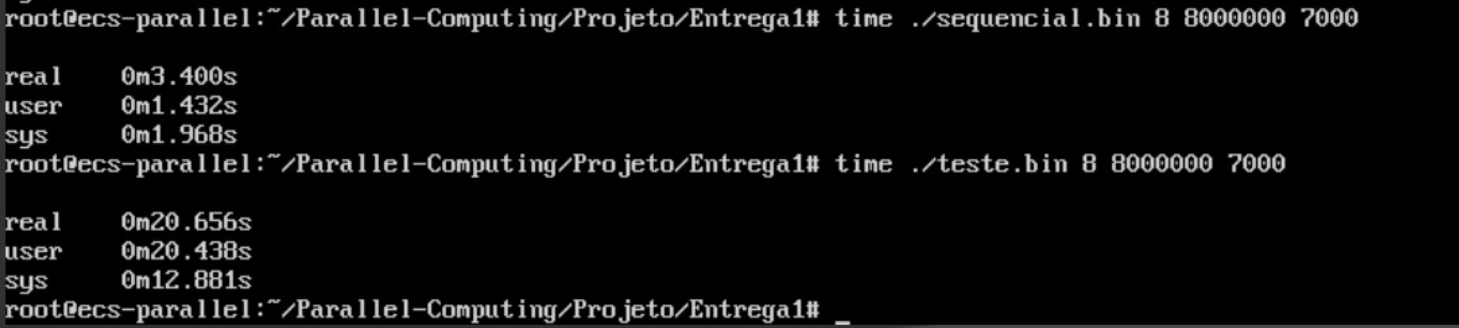 root@ecs-parallel:~/Parallel-Computing/Projeto/Entrega1# time ./sequencial.bin 8 8000000 7000
real 0m3.400s
user 0m1.432s
sys 0m1.968s
root@ecs-parallel:~/Parallel-Computing/Projeto/Entrega1# time ./teste.bin 8 8000000 7000
real 0m20.656s
user 0m20.438s
sys 0m12.881s
root@ecs-parallel:~/Parallel-Computing/Projeto/Entrega1# _